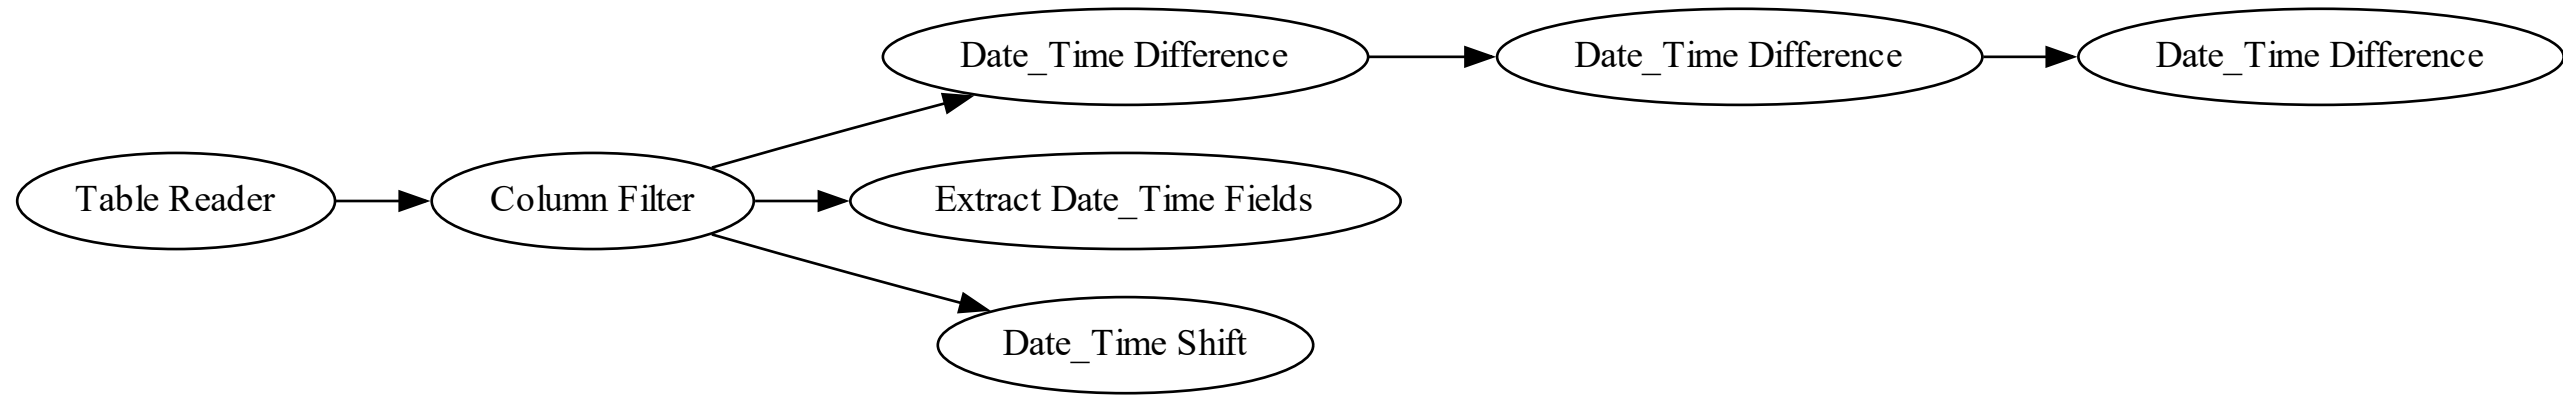 Date_Time Difference
Date_Time Difference
Date_Time Difference
Table Reader
Column Filter
Extract Date_Time Fields
Date_Time Shift